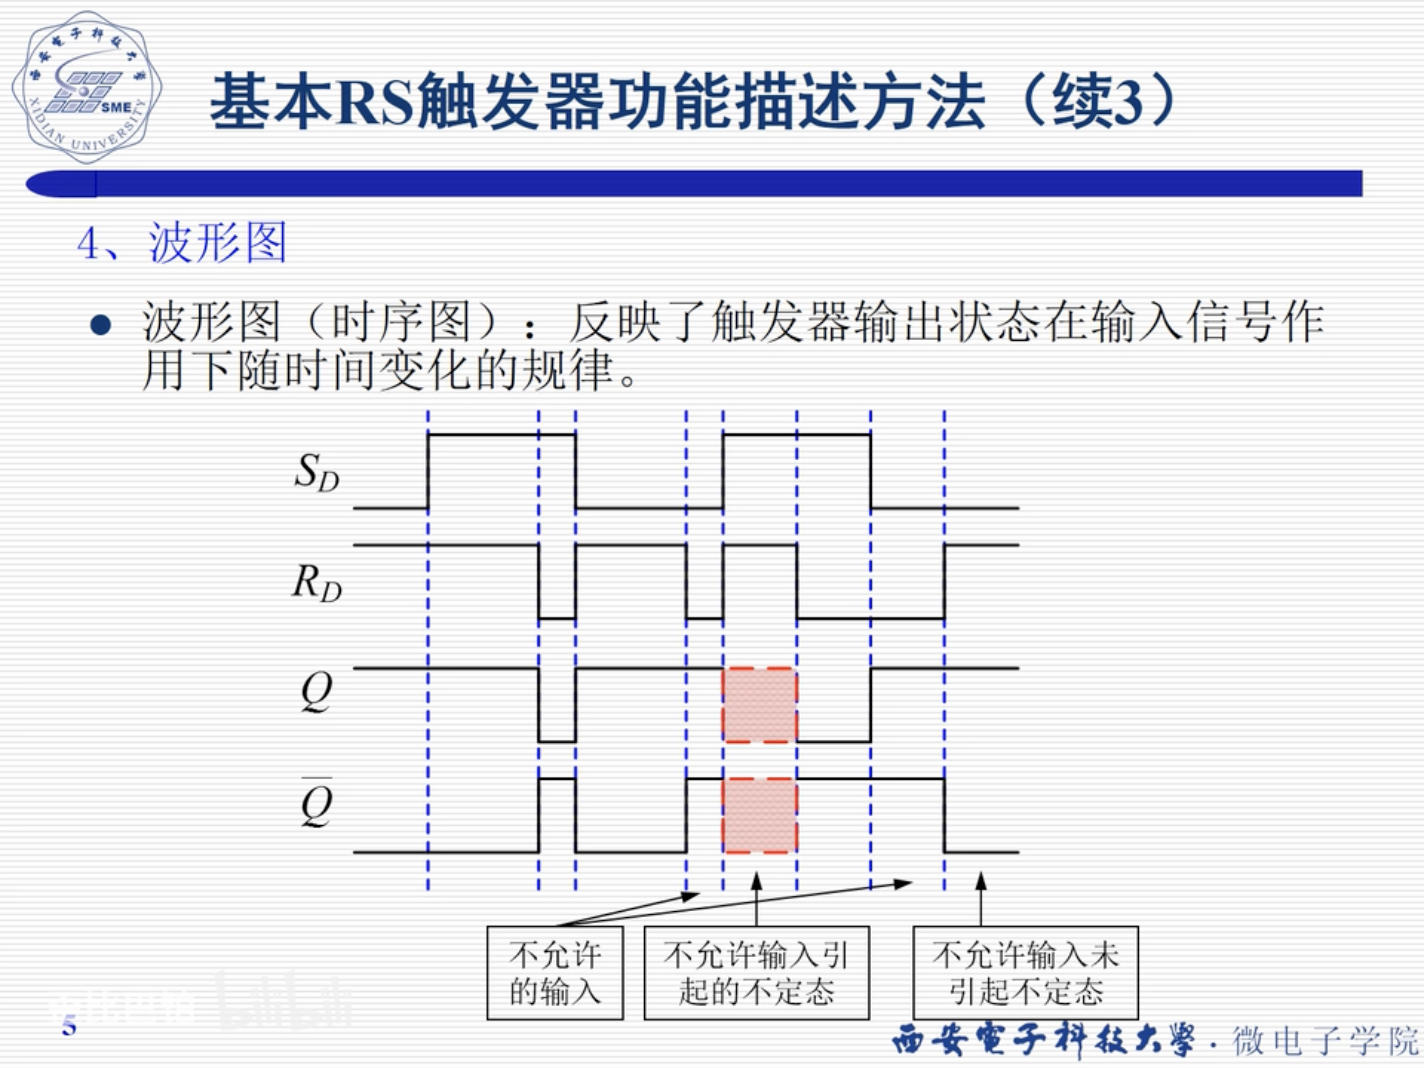 西安电子科技大学
SME
XIDIAN UNIVERSITY
基本RS触发器功能描述方法（续3）
4、波形图
● 波形图（时序图）：反映了触发器输出状态在输入信号作
用下随时间变化的规律。
S_D
R_D
Q
Q̅
不允许
的输入
不允许输入引
起的不定态
不允许输入未
引起不定态
bilibili
5
西安電子科技大學·微电子学院